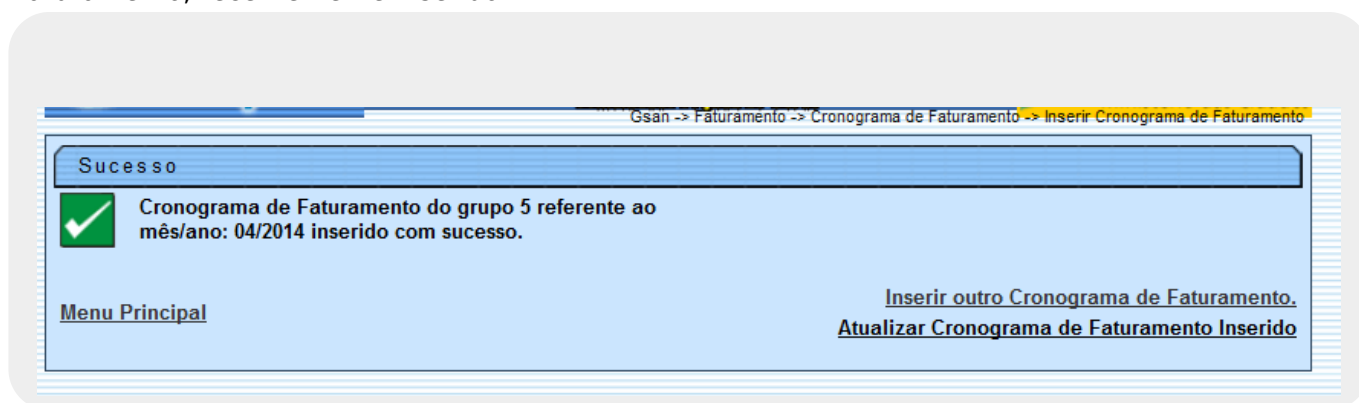 Gsan -> Faturamento -> Cronograma de Faturamento -> Inserir Cronograma de Faturamento
Sucesso
Cronograma de Faturamento do grupo 5 referente ao
mês/ano: 04/2014 inserido com sucesso.
Inserir outro Cronograma de Faturamento.
Menu Principal
Atualizar Cronograma de Faturamento Inserido